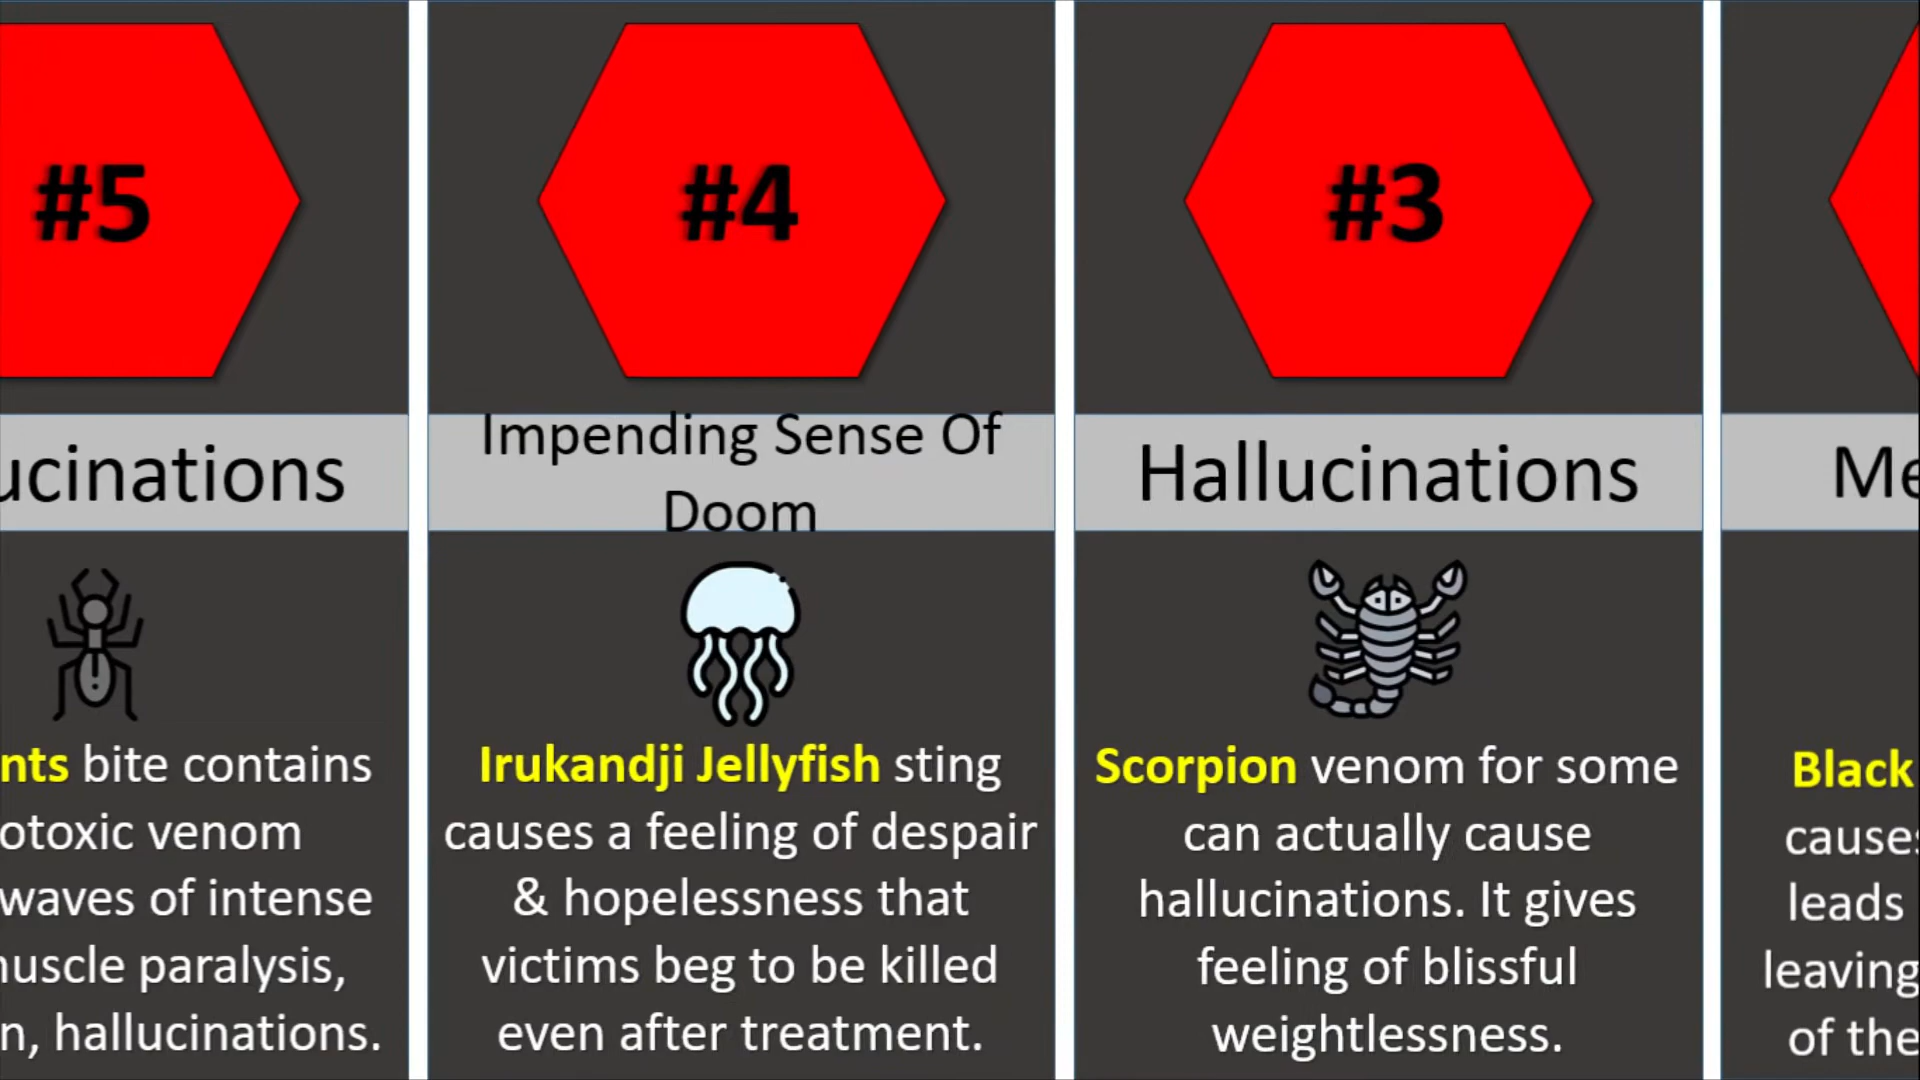 #5
ucinations
nts bite contains
otoxic venom
waves of intense
uscle paralysis,
n, hallucinations.
#4
Impending Sense Of
Doom
Irukandji Jellyfish sting
causes a feeling of despair
& hopelessness that
victims beg to be killed
even after treatment.
#3
Hallucinations
Scorpion venom for some
can actually cause
hallucinations. It gives
feeling of blissful
weightlessness.
Me
Black
cause
leads
leaving
of the